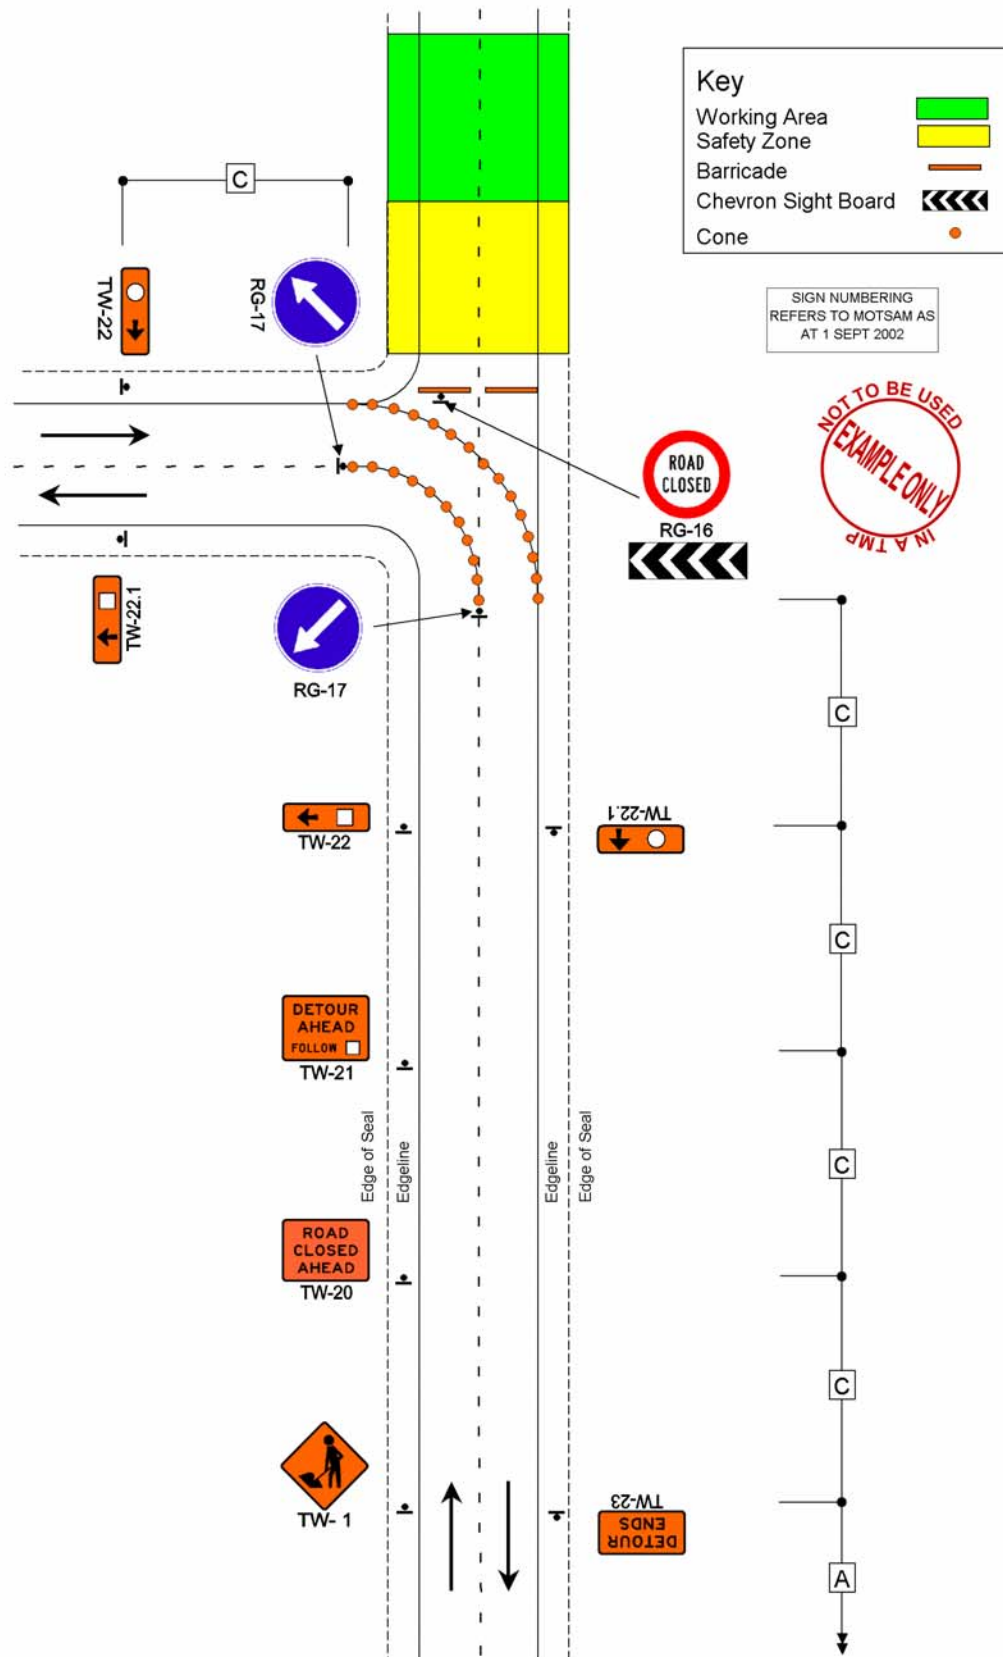 Key
Working Area
Safety Zone
Barricade
Chevron Sight Board
Cone
C
TW-22
RG-17
SIGN NUMBERING
REFERS TO MOTSAM AS
AT 1 SEPT 2002
NOT TO BE USED
EXAMPLE ONLY
IN A TMP
ROAD
CLOSED
RG-16
TW-22.1
RG-17
C
TW-22
TW-22.1
C
DETOUR
AHEAD
FOLLOW
TW-21
Edge of Seal
Edgeline
Edgeline
Edge of Seal
C
ROAD
CLOSED
AHEAD
TW-20
C
TW- 1
TW-23
DETOUR
ENDS
A